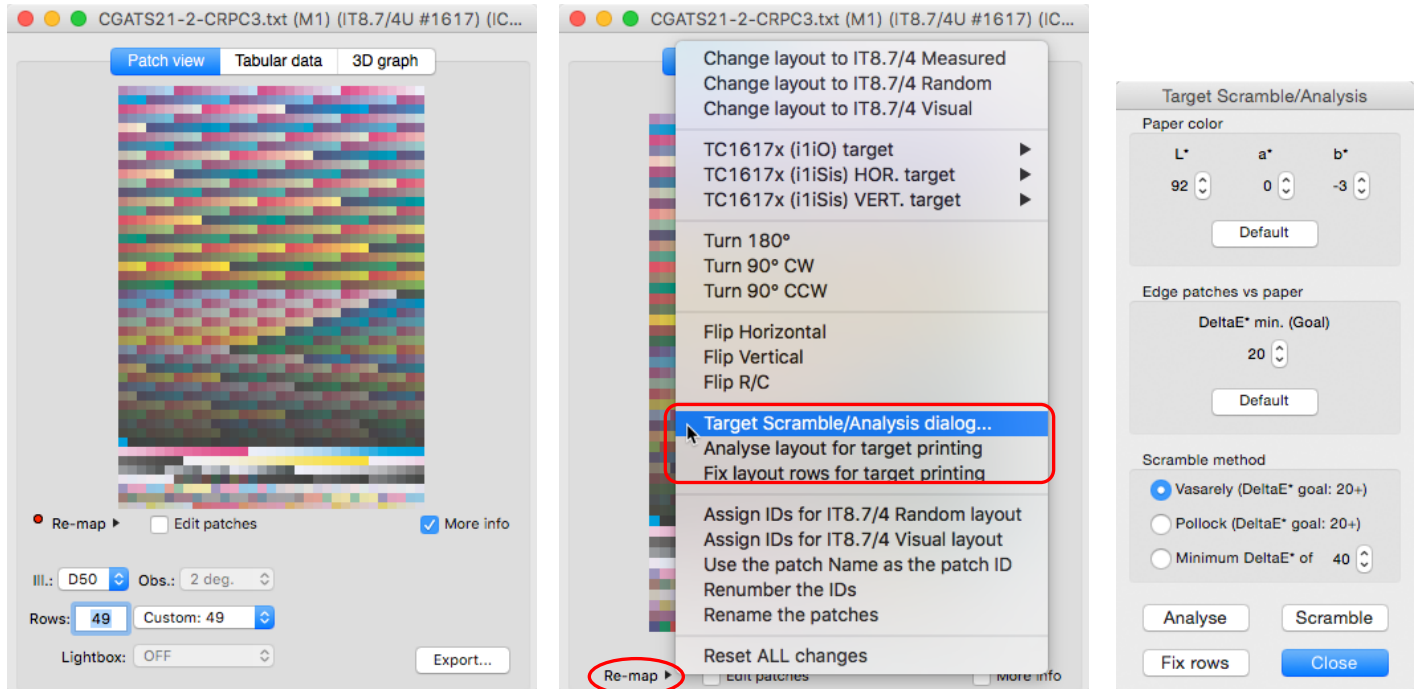 CGATS21-2-CRPC3.txt (M1) (IT8.7/4U #1617) (IC...
Patch view Tabular data 3D graph
Re-map Edit patches More info
Ill.: D50 Obs.: 2 deg.
Rows: 49 Custom: 49
Lightbox: OFF Export...
CGATS21-2-CRPC3.txt (M1) (IT8.7/4U #1617) (IC...
Change layout to IT8.7/4 Measured
Change layout to IT8.7/4 Random
Change layout to IT8.7/4 Visual
TC1617x (i1iO) target
TC1617x (i1iSis) HOR. target
TC1617x (i1iSis) VERT. target
Turn 180°
Turn 90° CW
Turn 90° CCW
Flip Horizontal
Flip Vertical
Flip R/C
Target Scramble/Analysis dialog...
Analyse layout for target printing
Fix layout rows for target printing
Assign IDs for IT8.7/4 Random layout
Assign IDs for IT8.7/4 Visual layout
Use the patch Name as the patch ID
Renumber the IDs
Rename the patches
Reset ALL changes
Re-map Edit patches More info
Target Scramble/Analysis
Paper color
L* a* b*
92 0 -3
Default
Edge patches vs paper
DeltaE* min. (Goal)
20
Default
Scramble method
Vasarely (DeltaE* goal: 20+)
Pollock (DeltaE* goal: 20+)
Minimum DeltaE* of 40
Analyse Scramble
Fix rows Close